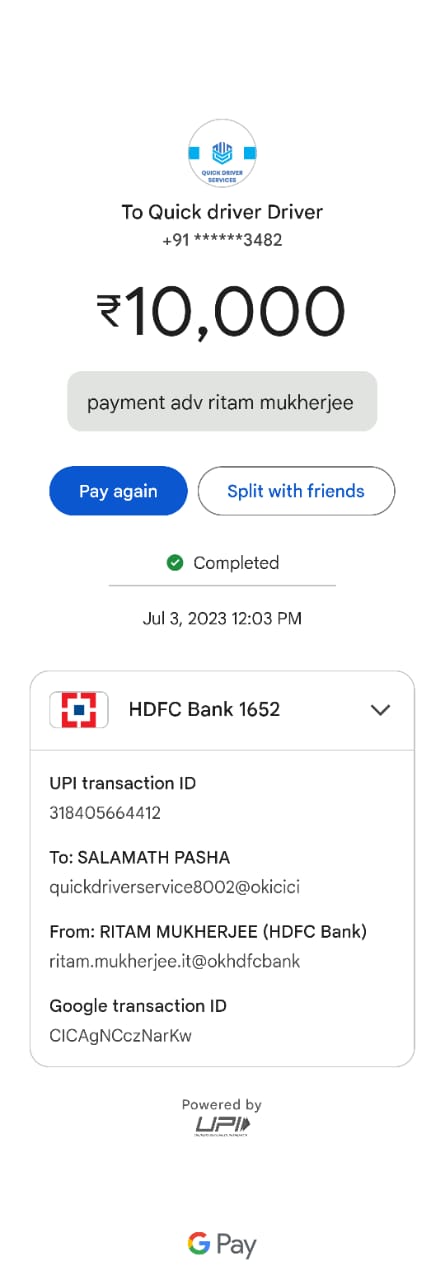 QUICK DRIVER
SERVICES
To Quick driver Driver
+91 ******3482
₹10,000
payment adv ritam mukherjee
Pay again
Split with friends
Completed
Jul 3, 2023 12:03 PM
HDFC Bank 1652
UPI transaction ID
318405664412
To: SALAMATH PASHA
quickdriverservice8002@okicici
From: RITAM MUKHERJEE (HDFC Bank)
ritam.mukherjee.it@okhdfcbank
Google transaction ID
CICAgNCczNarKw
Powered by
UPI
G Pay